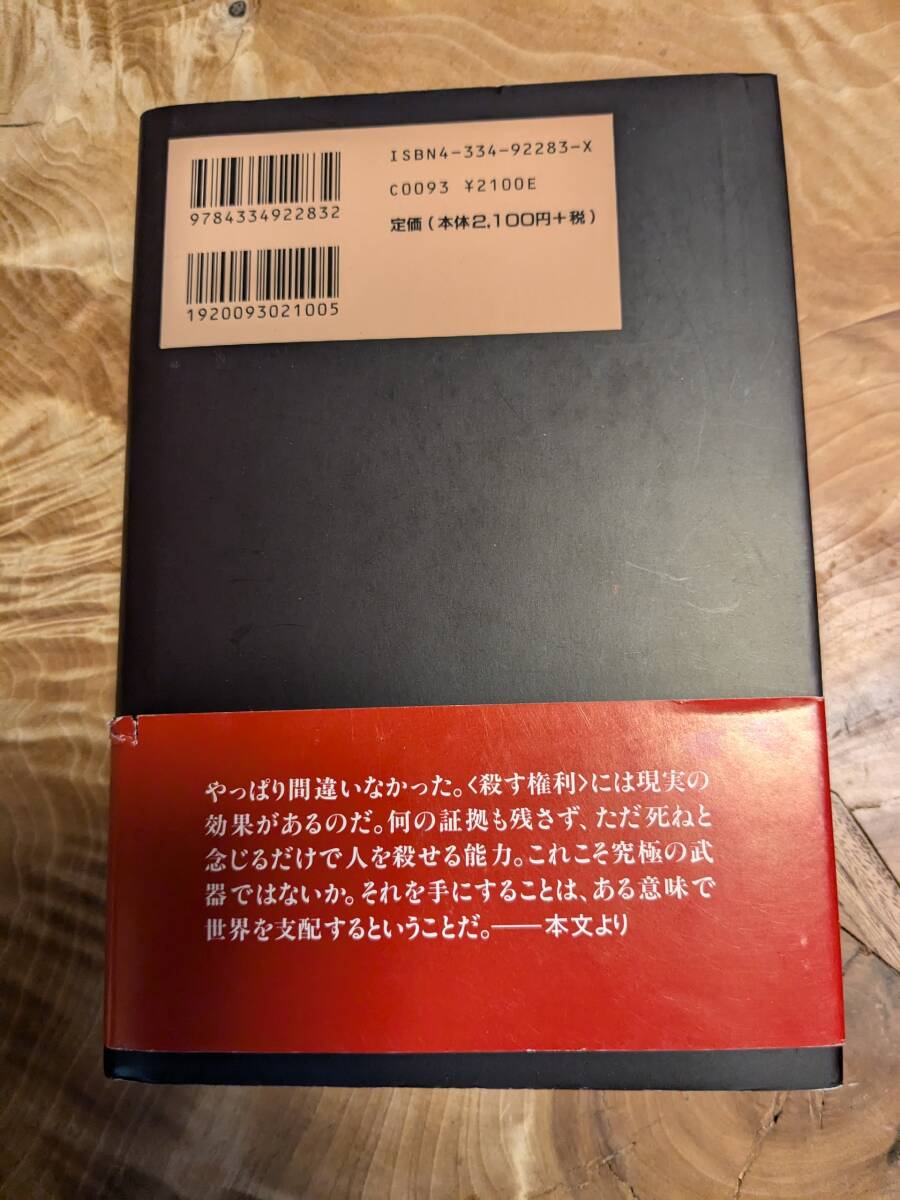 ISBN4-334-92283-X
C0093 ¥2100E
定価(本体2,100円+税)
9784334922832
1920093021005
やっぱり間違いなかった。〈殺す権利〉には現実の
効果があるのだ。何の証拠も残さず、ただ死ねと
念じるだけで人を殺せる能力。これこそ究極の武
器ではないか。それを手にすることは、ある意味で
世界を支配するということだ。——本文より